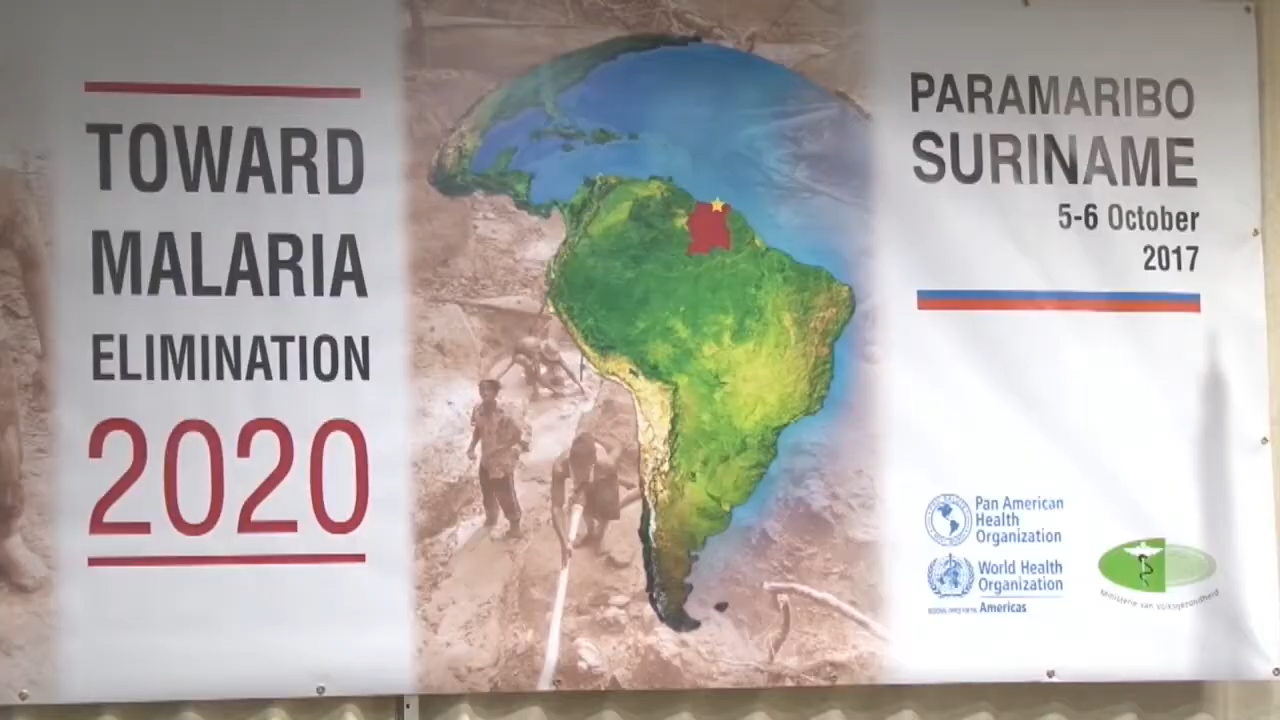 TOWARD
MALARIA
ELIMINATION
2020
PARAMARIBO
SURINAME
5-6 October
2017
Pan American
Health
Organization
World Health
Organization
Americas
Ministerie van Volksgezondheid